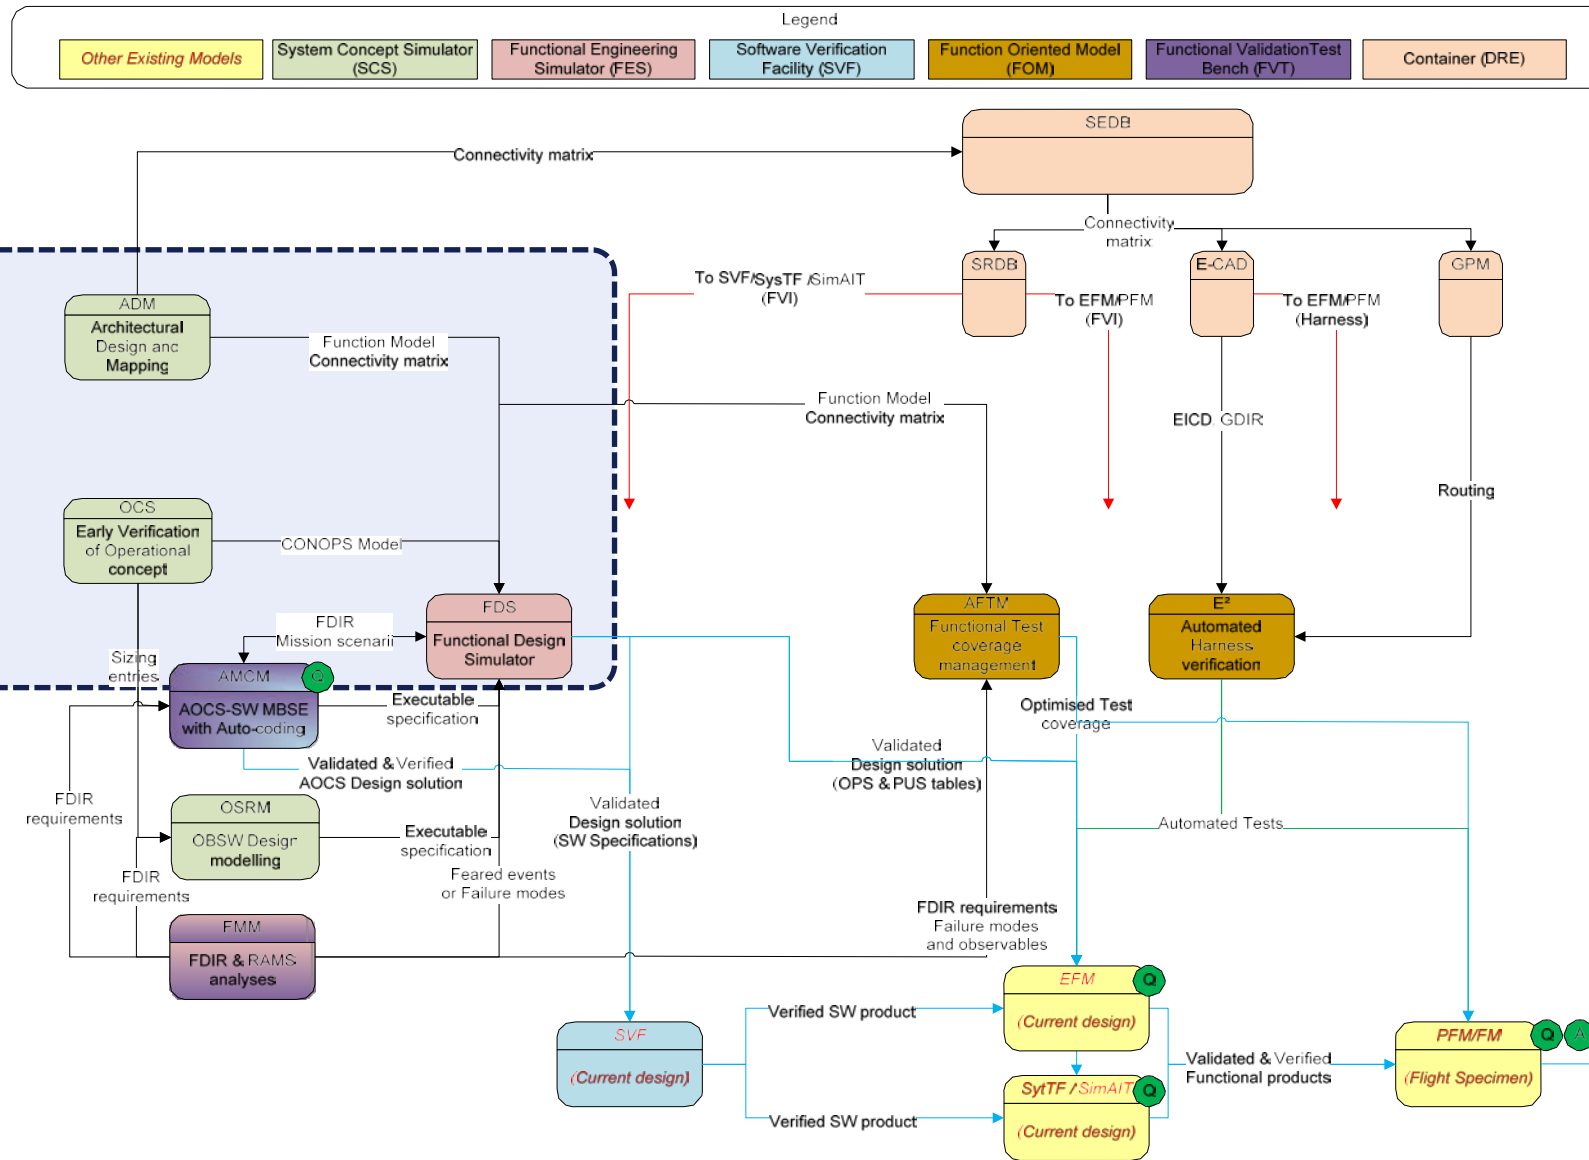 Legend
Other Existing Models
System Concept Simulator
(SCS)
Functional Engineering
Simulator (FES)
Software Verification
Facility (SVF)
Function Oriented Model
(FOM)
Functional ValidationTest
Bench (FVT)
Container (DRE)
SEDB
Connectivity matrix
Connectivity
matrix
SRDB
E-CAD
GPM
To SVF/SysTF /SimAIT
(FVI)
To EFM/PFM
(FVI)
To EFM/PFM
(Harness)
ADM
Architectural
Design and
Mapping
Function Model
Connectivity matrix
Function Model
Connectivity matrix
EICD, GDIR
Routing
OCS
Early Verification
of Operational
concept
CONOPS Model
FDS
Functional Design
Simulator
AFTM
Functional Test
coverage
management
E²
Automated
Harness
verification
FDIR
Mission scenarii
Sizing
entries
AMCM
Q
AOCS-SW MBSE
with Auto-coding
Executable
specification
Optimised Test
coverage
Validated & Verified
AOCS Design solution
Validated
Design solution
(OPS & PUS tables)
FDIR
requirements
OSRM
OBSW Design
modelling
Executable
specification
Validated
Design solution
(SW Specifications)
Automated Tests
FDIR
requirements
Feared events
or Failure modes
FMM
FDIR & RAMS
analyses
FDIR requirements
Failure modes
and observables
EFM
Q
(Current design)
Verified SW product
SVF
(Current design)
PFM/FM
Q
A
(Flight Specimen)
Validated & Verified
Functional products
SytTF / SimAIT
Q
(Current design)
Verified SW product